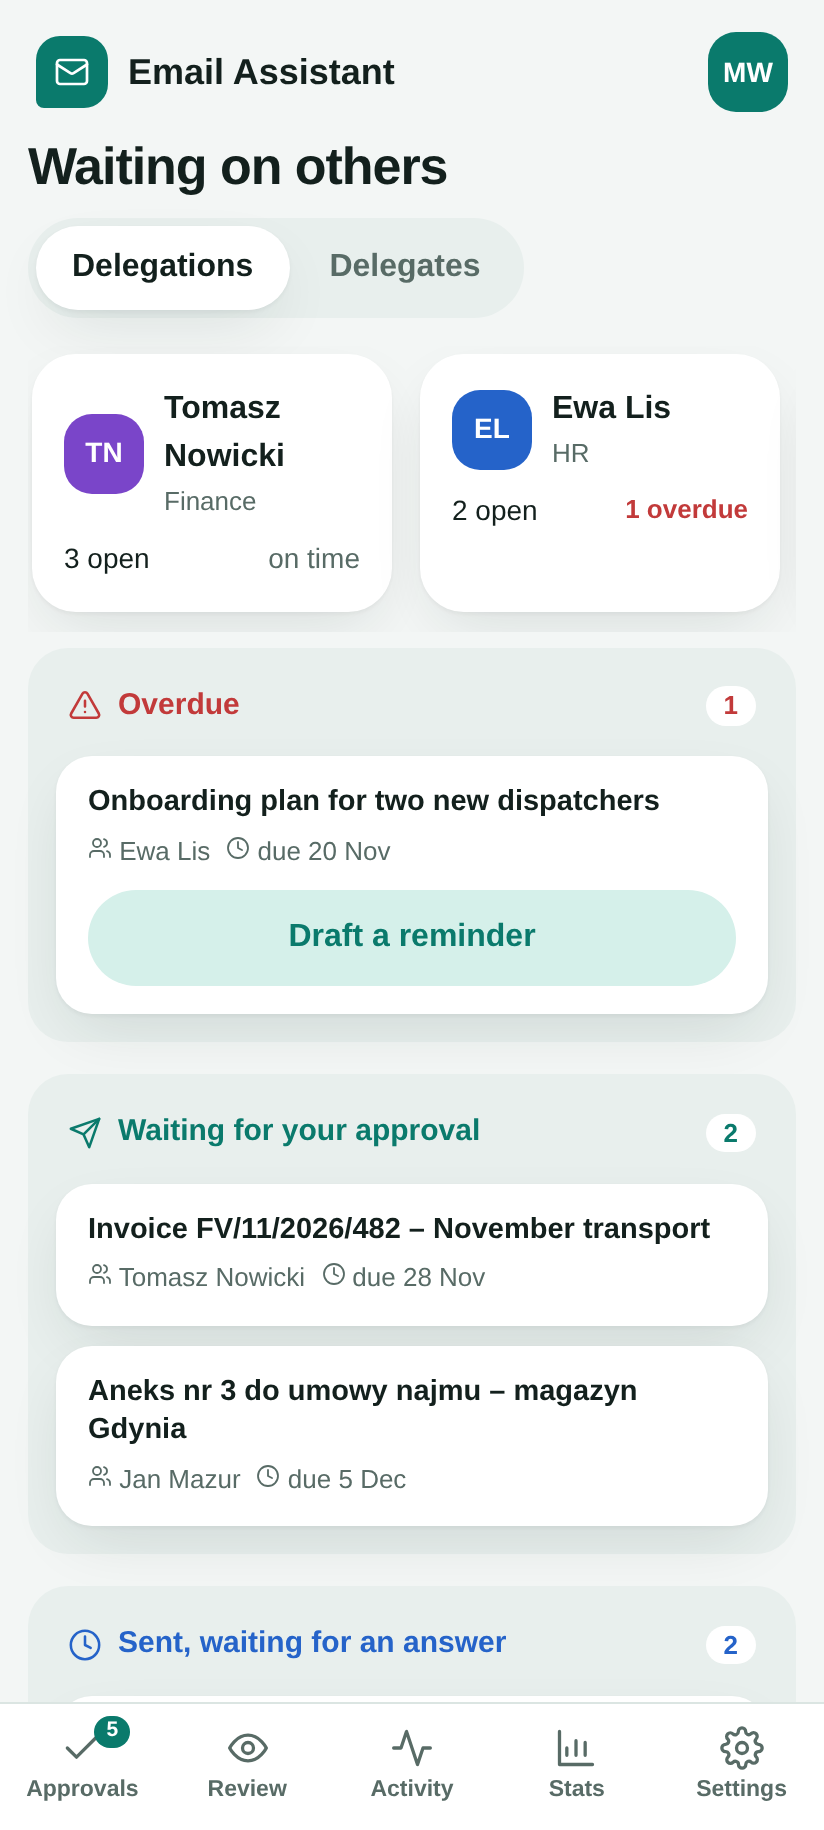 Email Assistant
MW
Waiting on others
Delegations
Delegates
TN
Tomasz
Nowicki
Finance
3 open
on time
EL
Ewa Lis
HR
2 open
1 overdue
Overdue
1
Onboarding plan for two new dispatchers
Ewa Lis
due 20 Nov
Draft a reminder
Waiting for your approval
2
Invoice FV/11/2026/482 – November transport
Tomasz Nowicki
due 28 Nov
Aneks nr 3 do umowy najmu – magazyn
Gdynia
Jan Mazur
due 5 Dec
Sent, waiting for an answer
2
5
Approvals
Review
Activity
Stats
Settings